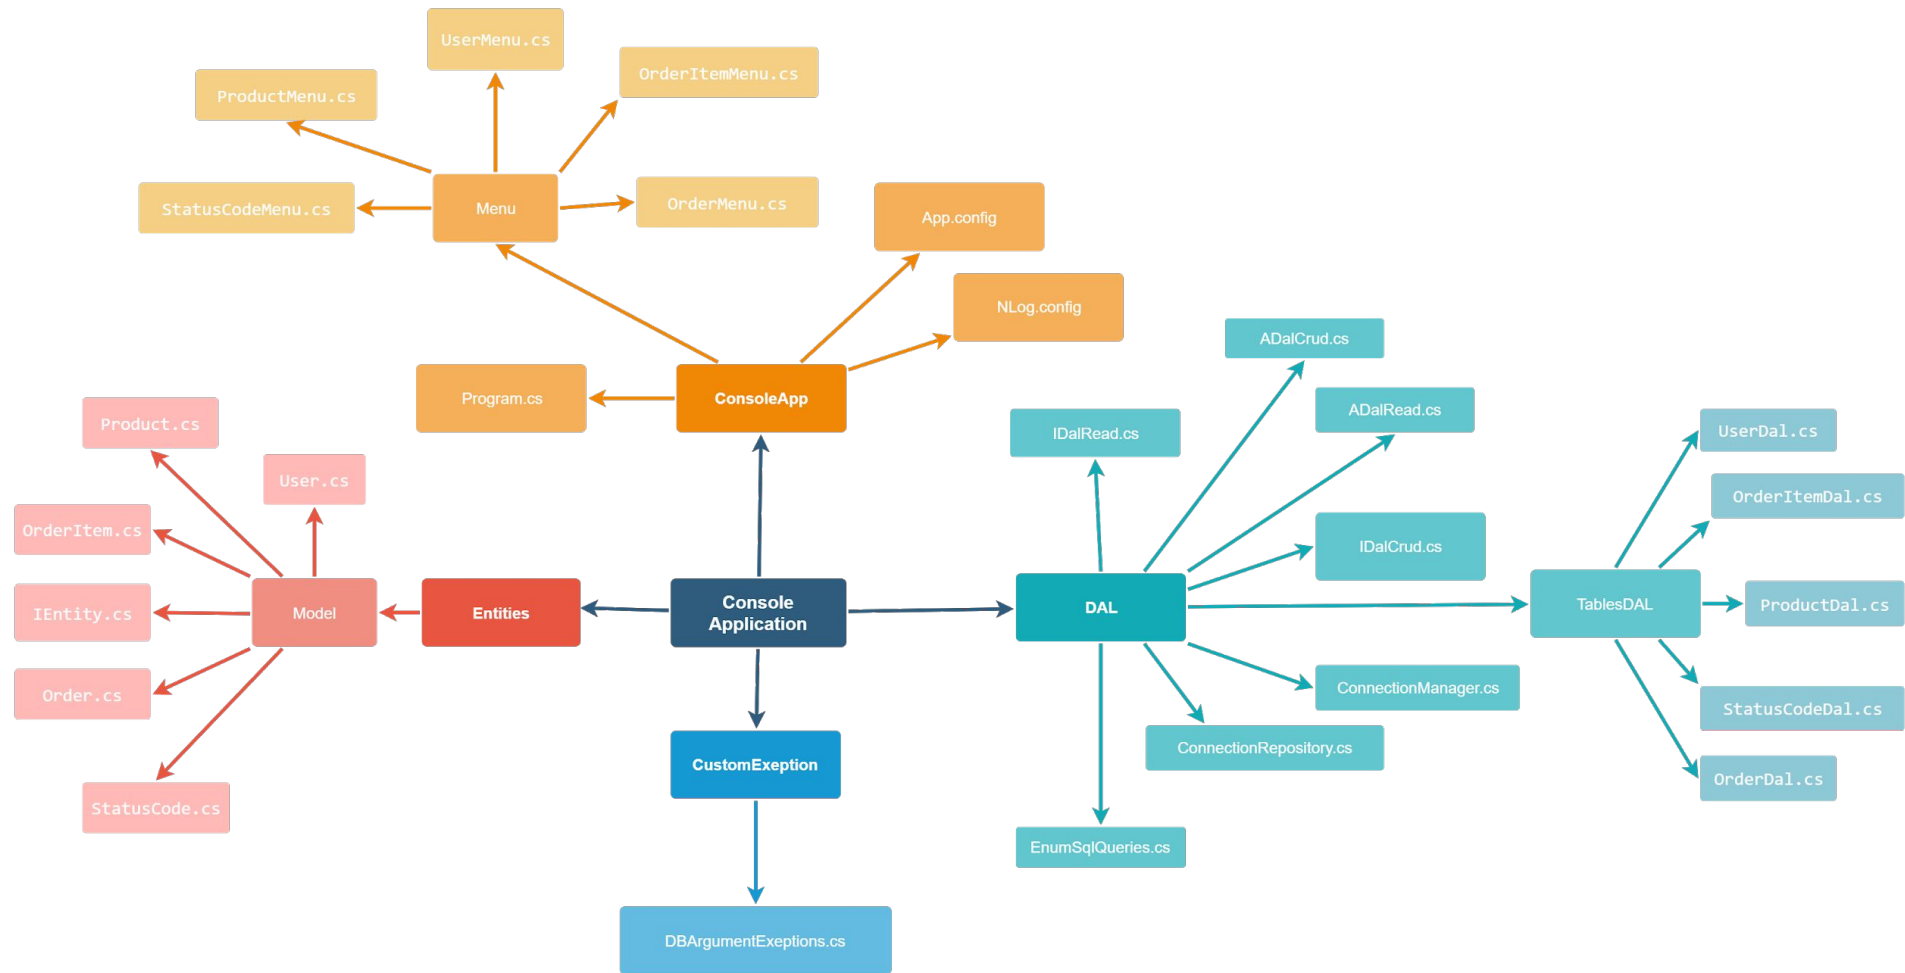 UserMenu.cs
OrderItemMenu.cs
ProductMenu.cs
StatusCodeMenu.cs
Menu
OrderMenu.cs
App.config
NLog.config
ADalCrud.cs
Program.cs
ConsoleApp
ADalRead.cs
Product.cs
IDalRead.cs
UserDal.cs
User.cs
OrderItemDal.cs
OrderItem.cs
IDalCrud.cs
IEntity.cs
Model
Entities
Console
Application
DAL
TablesDAL
ProductDal.cs
Order.cs
ConnectionManager.cs
StatusCodeDal.cs
ConnectionRepository.cs
CustomExeption
OrderDal.cs
StatusCode.cs
EnumSqlQueries.cs
DBArgumentExeptions.cs